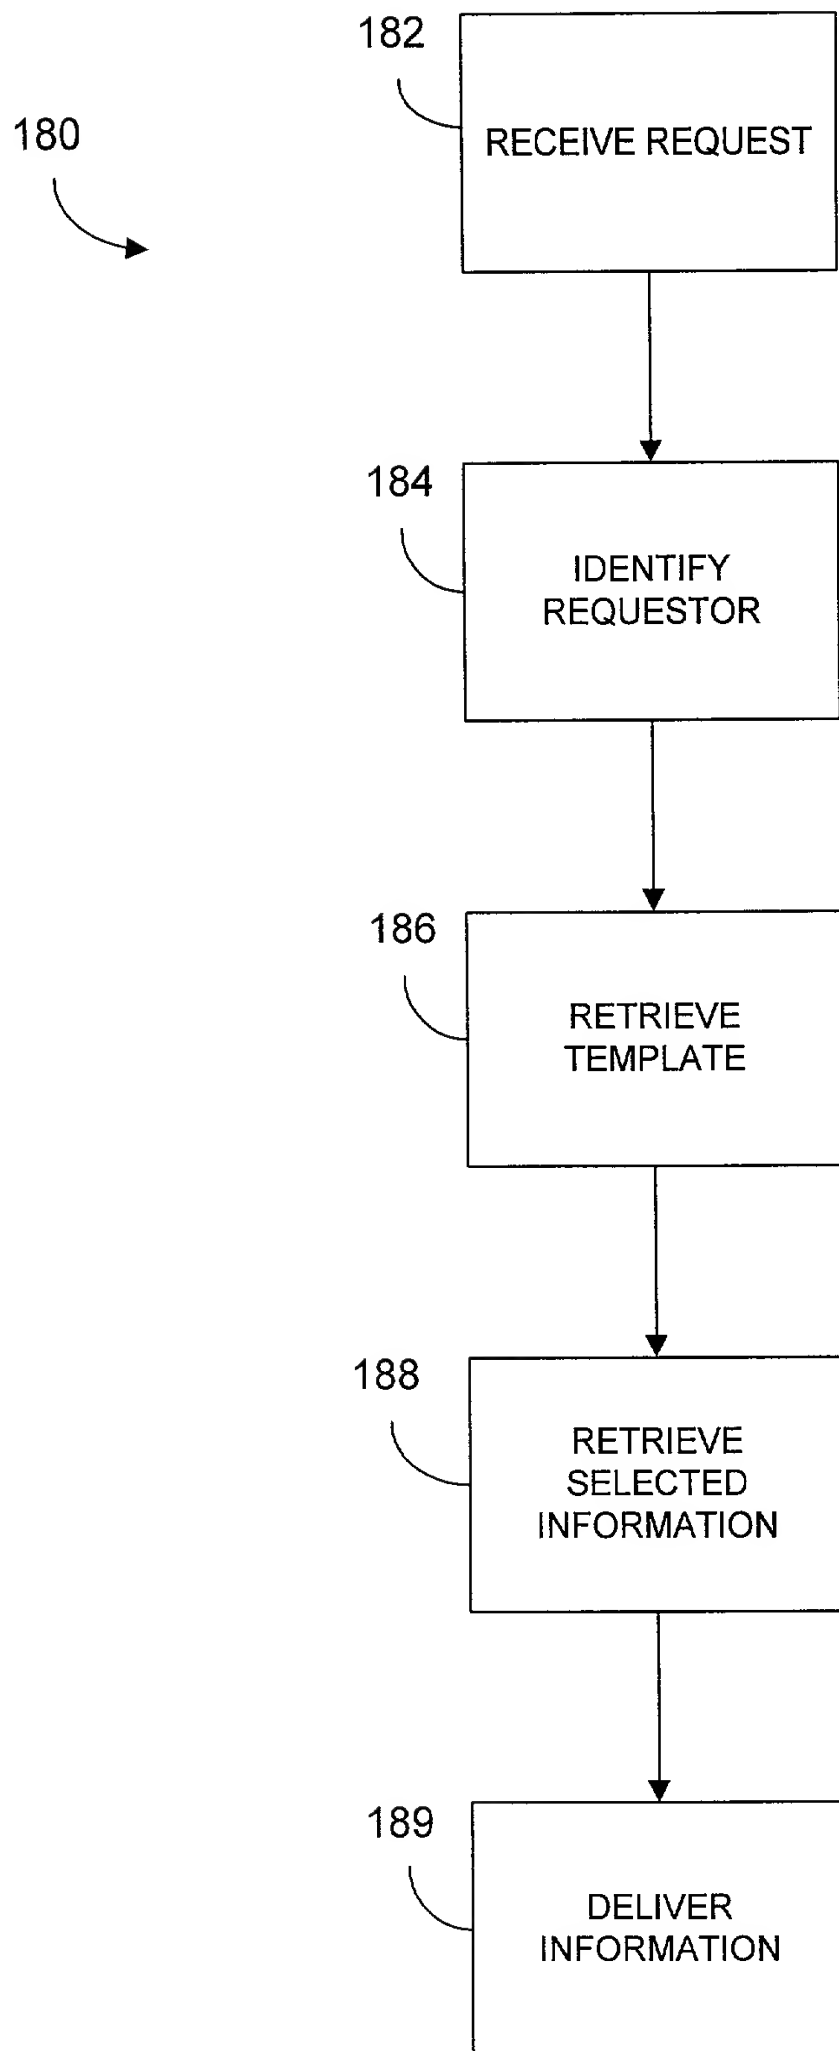 182
RECEIVE REQUEST
180
184
IDENTIFY
REQUESTOR
186
RETRIEVE
TEMPLATE
188
RETRIEVE
SELECTED
INFORMATION
189
DELIVER
INFORMATION